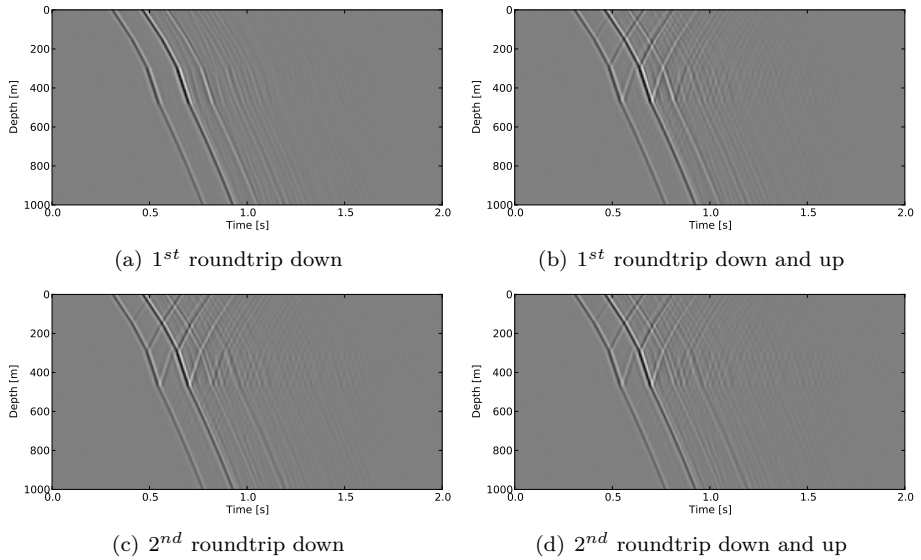 0
200
400
600
800
1000
Depth [m]
0.0 0.5 1.0 1.5 2.0
Time [s]
(a) 1st roundtrip down
0
200
400
600
800
1000
Depth [m]
0.0 0.5 1.0 1.5 2.0
Time [s]
(b) 1st roundtrip down and up
0
200
400
600
800
1000
Depth [m]
0.0 0.5 1.0 1.5 2.0
Time [s]
(c) 2nd roundtrip down
0
200
400
600
800
1000
Depth [m]
0.0 0.5 1.0 1.5 2.0
Time [s]
(d) 2nd roundtrip down and up